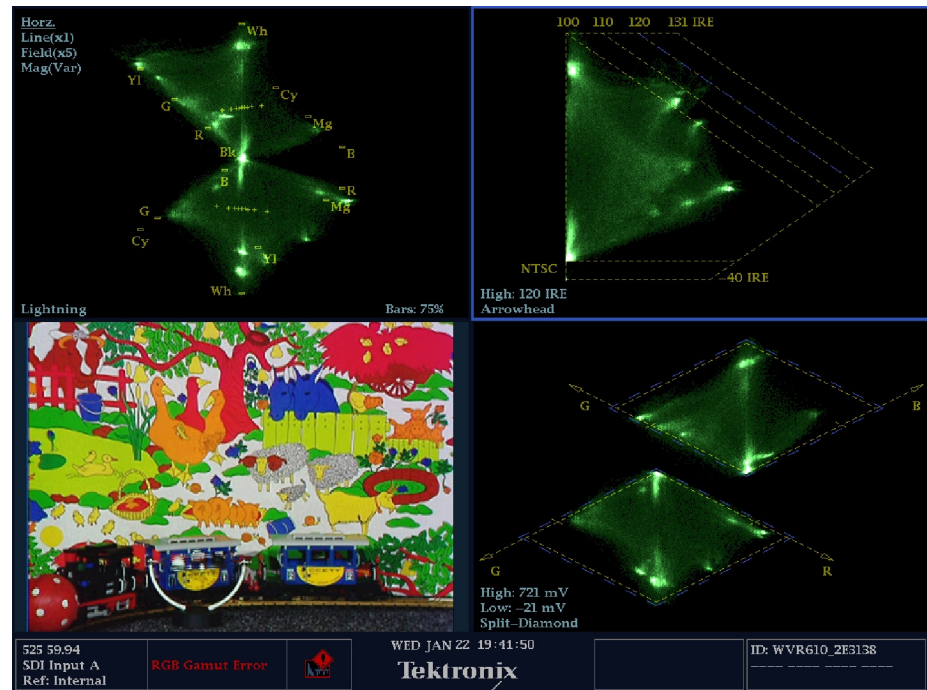 Horz.
Line(x1)
Field(x5)
Mag(Var)
Wh
Yl
G
Cy
R
Mg
Bk
B
B
R
Mg
G
Cy
Yl
Wh
Lightning
Bars: 75%
100 110 120 131 IRE
NTSC
-40 IRE
High: 120 IRE
Arrowhead
G
B
G
R
High: 721 mV
Low: -21 mV
Split-Diamond
525 59.94
SDI Input A
Ref: Internal
RGB Gamut Error
WED JAN 22 19:41:50
Tektronix
ID: WVR610_2E3138
---- ---- ---- ----